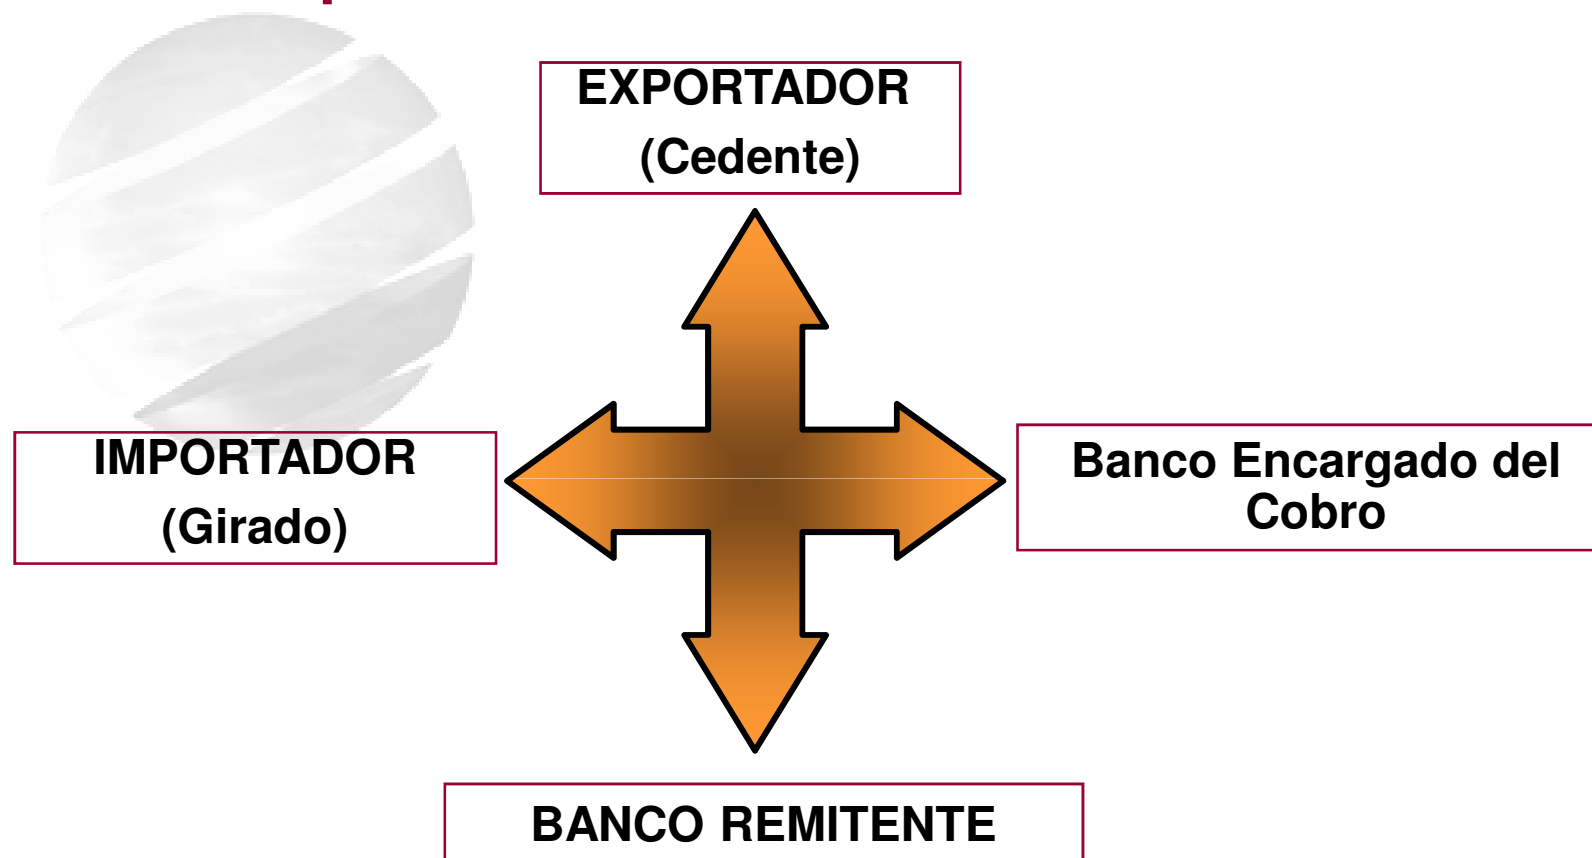 EXPORTADOR
(Cedente)
IMPORTADOR
(Girado)
Banco Encargado del
Cobro
BANCO REMITENTE